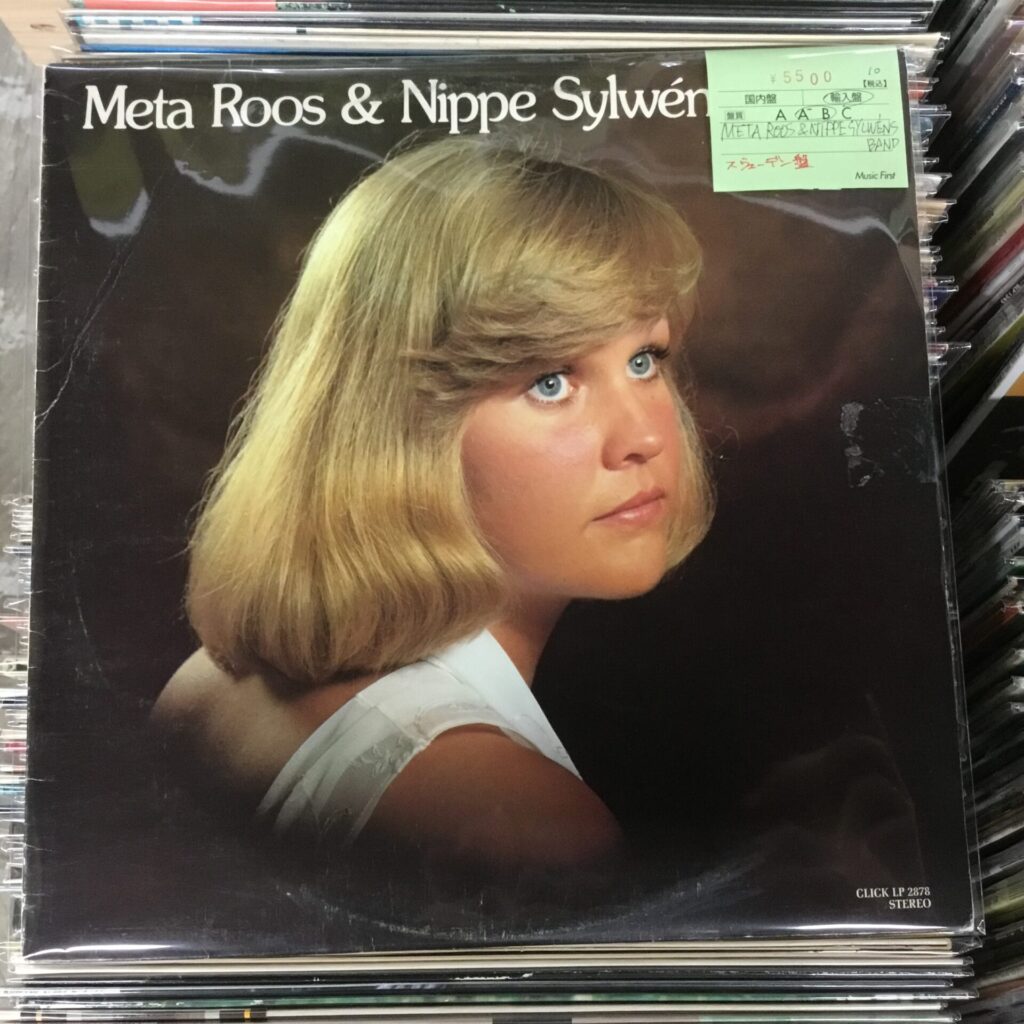 Meta Roos & Nippe Sylwén
¥ 5500 10
【税込】
国内盤 輸入盤
盤質 A A⁻ B C
META ROOS & NIPPE SYLWÉNS
BAND
スウェーデン盤
Music First
CLICK LP 2878
STEREO